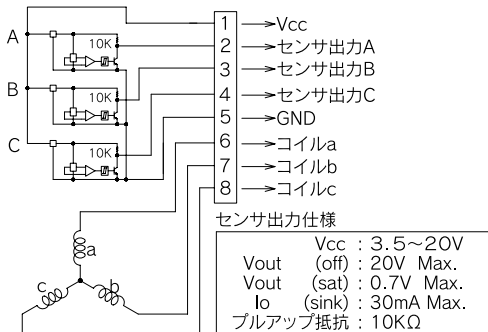 1 Vcc
A 10K 2 センサ出力A
3 センサ出力B
B 10K 4 センサ出力C
5 GND
C 10K 6 コイルa
7 コイルb
8 コイルc
a
c b
センサ出力仕様
Vcc : 3.5～20V
Vout (off) : 20V Max.
Vout (sat) : 0.7V Max.
Io (sink) : 30mA Max.
プルアップ抵抗 : 10KΩ